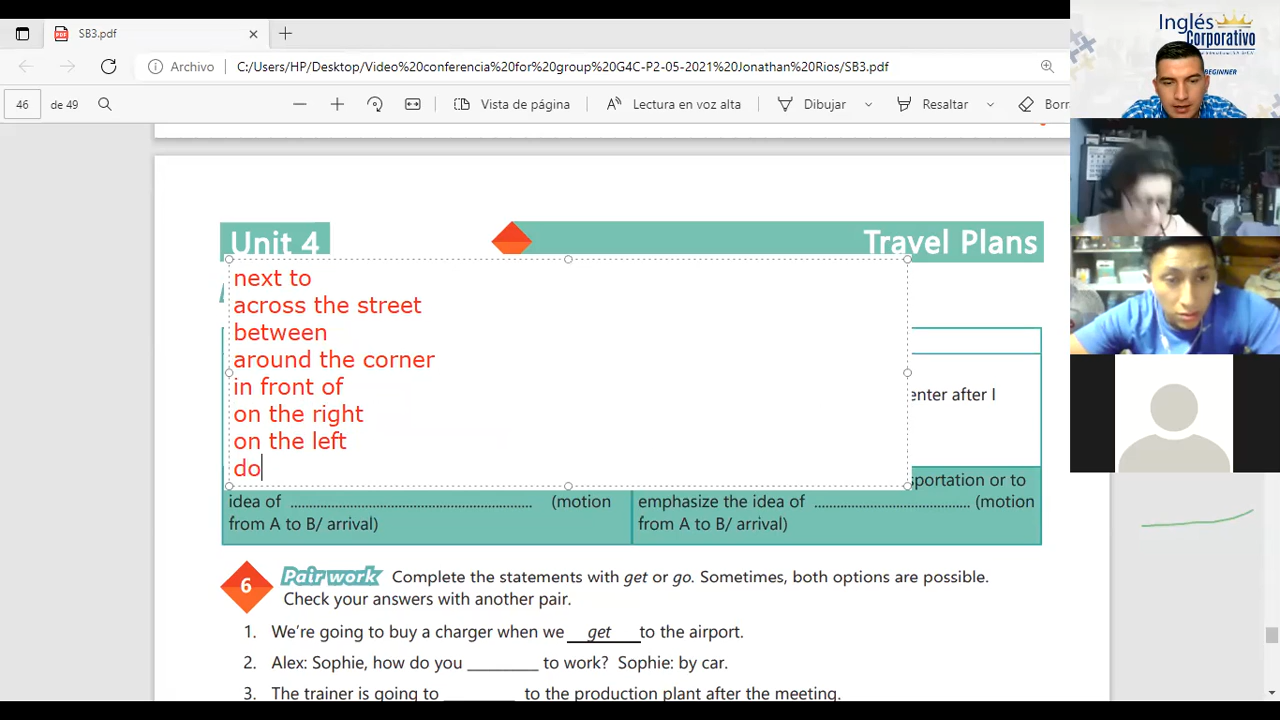 SB3.pdf
Archivo C:/Users/HP/Desktop/Video%20conferencia%20for%20group%20G4C-P2-05-2021%20Jonathan%20Rios/SB3.pdf
46 de 49 Vista de página Lectura en voz alta Dibujar Resaltar Borr
Inglés
Corporativo
BEGINNER
Unit 4 Travel Plans
next to
across the street
between
around the corner
in front of
on the right
on the left
do
enter after I
sportation or to
idea of ........................................................ (motion
from A to B/ arrival)
emphasize the idea of .................................... (motion
from A to B/ arrival)
6 Pair work Complete the statements with get or go. Sometimes, both options are possible.
Check your answers with another pair.
1. We're going to buy a charger when we __get__ to the airport.
2. Alex: Sophie, how do you ________ to work? Sophie: by car.
3. The trainer is going to ________ to the production plant after the meeting.